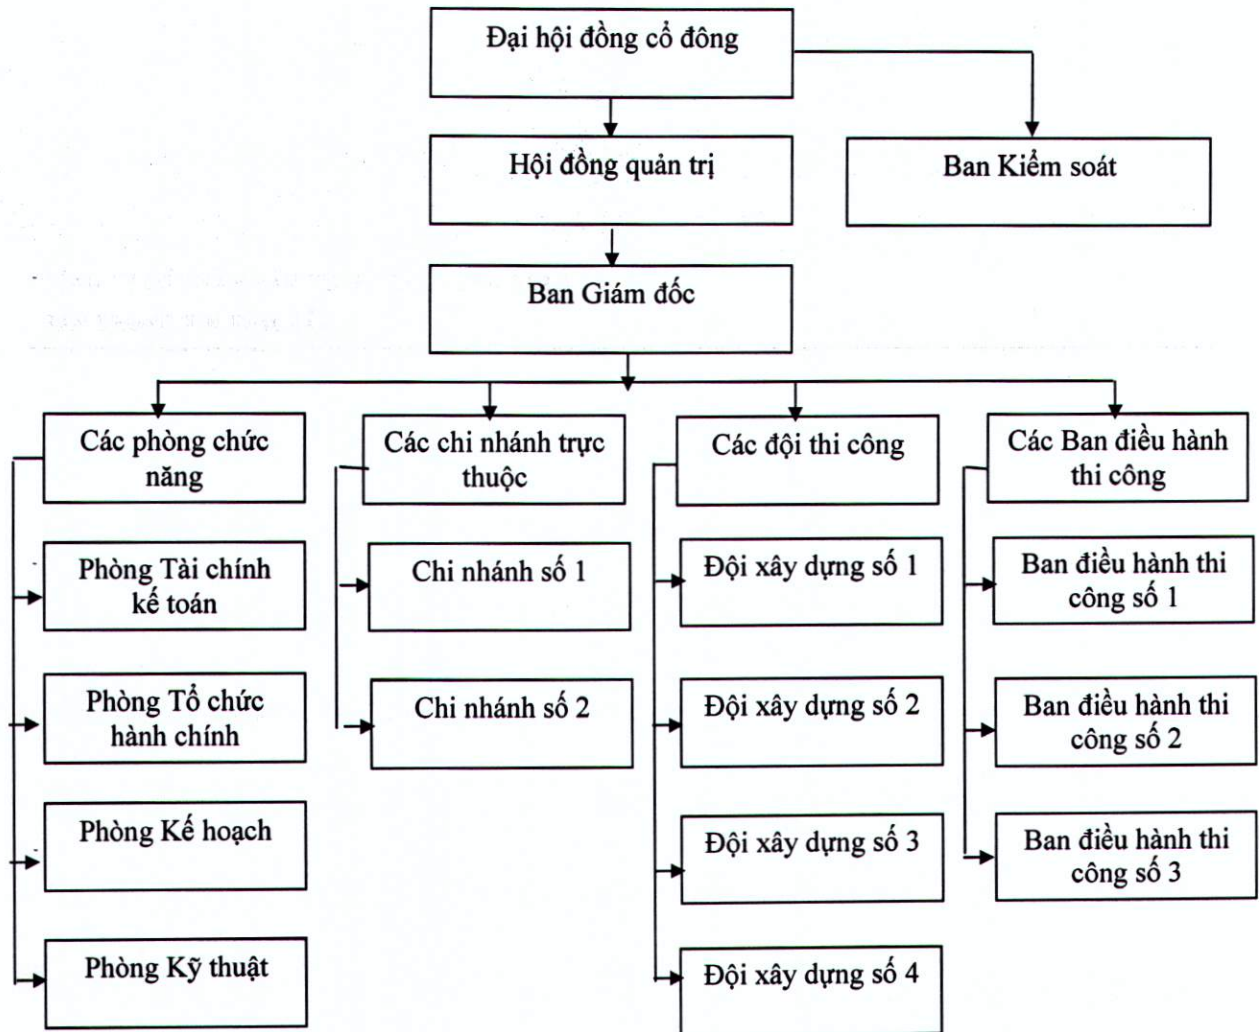 Đại hội đồng cổ đông
Hội đồng quản trị
Ban Kiểm soát
Ban Giám đốc
Các phòng chức
năng
Các chi nhánh trực
thuộc
Các đội thi công
Các Ban điều hành
thi công
Phòng Tài chính
kế toán
Chi nhánh số 1
Đội xây dựng số 1
Ban điều hành thi
công số 1
Phòng Tổ chức
hành chính
Chi nhánh số 2
Đội xây dựng số 2
Ban điều hành thi
công số 2
Phòng Kế hoạch
Đội xây dựng số 3
Ban điều hành thi
công số 3
Phòng Kỹ thuật
Đội xây dựng số 4